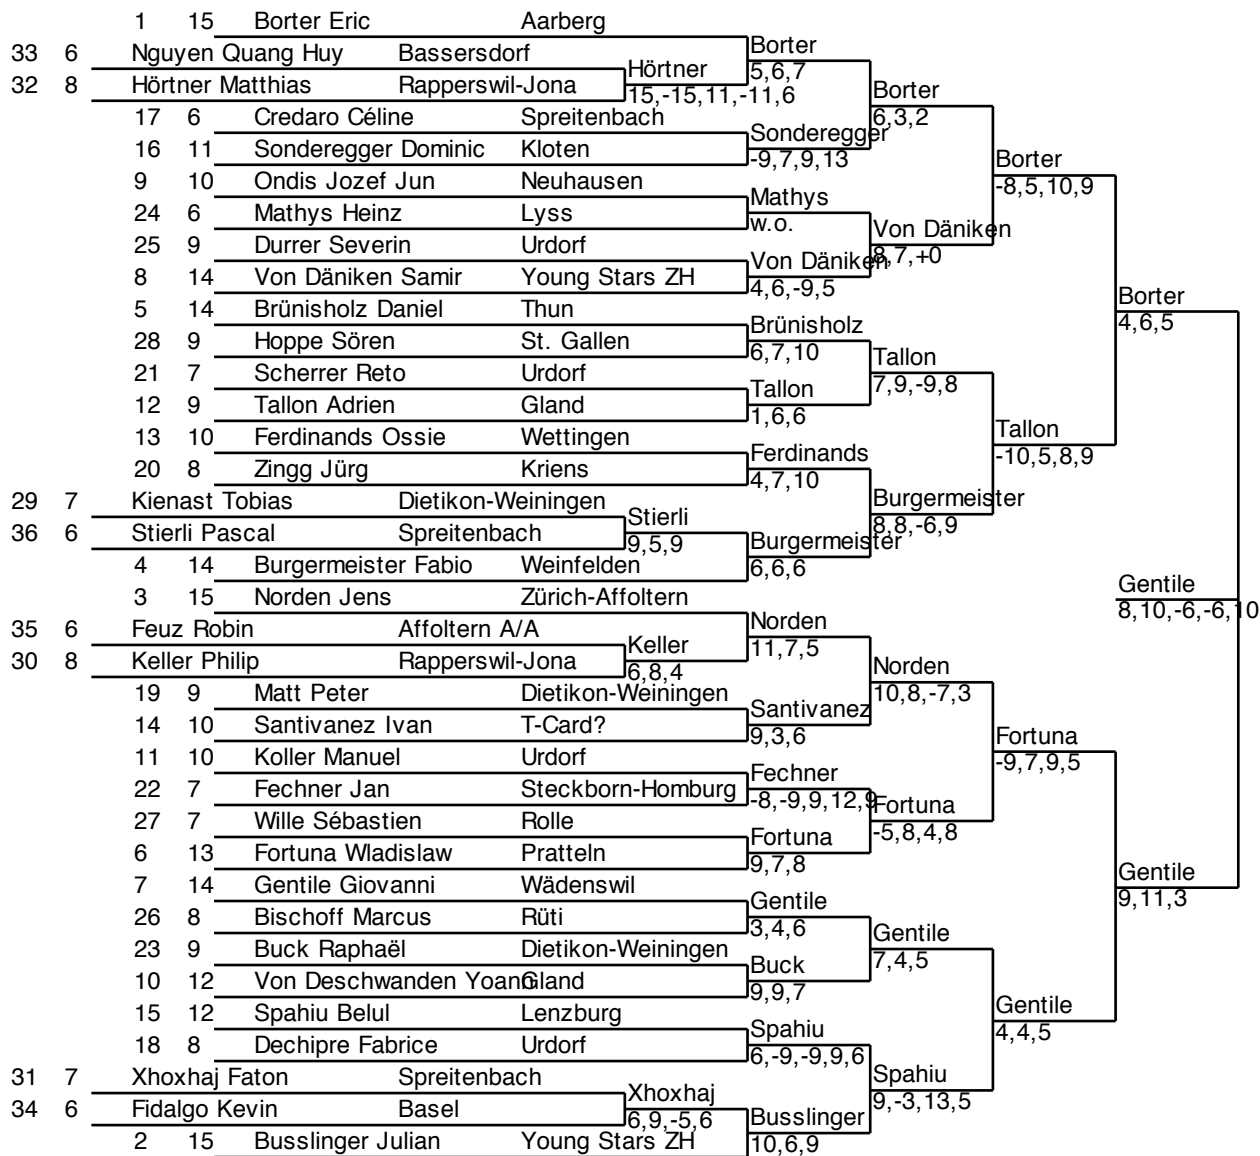 1 15 Borter Eric Aarberg
Borter
33 6 Nguyen Quang Huy Bassersdorf
Hörtner
5,6,7
32 8 Hörtner Matthias Rapperswil-Jona
15,-15,11,-11,6
Borter
6,3,2
17 6 Credaro Céline Spreitenbach
Sonderegger
16 11 Sonderegger Dominic Kloten
-9,7,9,13
Borter
-8,5,10,9
9 10 Ondis Jozef Jun Neuhausen
Mathys
24 6 Mathys Heinz Lyss
w.o.
Von Däniken
8,7,+0
25 9 Durrer Severin Urdorf
Von Däniken
8 14 Von Däniken Samir Young Stars ZH
4,6,-9,5
Borter
4,6,5
5 14 Brünisholz Daniel Thun
Brünisholz
28 9 Hoppe Sören St. Gallen
6,7,10
Tallon
7,9,-9,8
21 7 Scherrer Reto Urdorf
Tallon
12 9 Tallon Adrien Gland
1,6,6
Tallon
-10,5,8,9
13 10 Ferdinands Ossie Wettingen
Ferdinands
20 8 Zingg Jürg Kriens
4,7,10
Burgermeister
8,8,-6,9
29 7 Kienast Tobias Dietikon-Weiningen
Stierli
36 6 Stierli Pascal Spreitenbach
9,5,9
Burgermeister
6,6,6
4 14 Burgermeister Fabio Weinfelden
Gentile
8,10,-6,-6,10
3 15 Norden Jens Zürich-Affoltern
Norden
35 6 Feuz Robin Affoltern A/A
Keller
11,7,5
30 8 Keller Philip Rapperswil-Jona
6,8,4
Norden
10,8,-7,3
19 9 Matt Peter Dietikon-Weiningen
Santivanez
14 10 Santivanez Ivan T-Card?
9,3,6
Fortuna
-9,7,9,5
11 10 Koller Manuel Urdorf
Fechner
22 7 Fechner Jan Steckborn-Homburg
-8,-9,9,12,9
Fortuna
-5,8,4,8
27 7 Wille Sébastien Rolle
Fortuna
6 13 Fortuna Wladislaw Pratteln
9,7,8
Gentile
9,11,3
7 14 Gentile Giovanni Wädenswil
Gentile
26 8 Bischoff Marcus Rüti
3,4,6
Gentile
7,4,5
23 9 Buck Raphaël Dietikon-Weiningen
Buck
10 12 Von Deschwanden Yoann Gland
9,9,7
Gentile
4,4,5
15 12 Spahiu Belul Lenzburg
Spahiu
18 8 Dechipre Fabrice Urdorf
6,-9,-9,9,6
Spahiu
9,-3,13,5
31 7 Xhoxhaj Faton Spreitenbach
Xhoxhaj
34 6 Fidalgo Kevin Basel
6,9,-5,6
Busslinger
10,6,9
2 15 Busslinger Julian Young Stars ZH